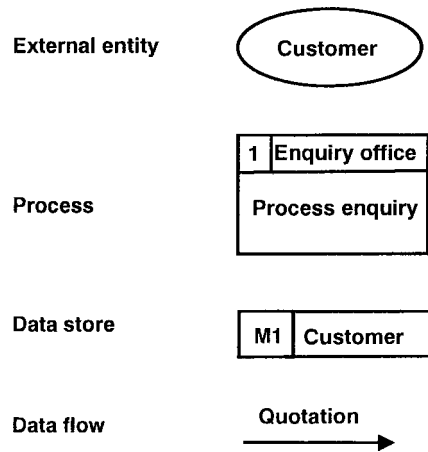 External entity
Customer
1 Enquiry office
Process
Process enquiry
Data store
M1 Customer
Quotation
Data flow